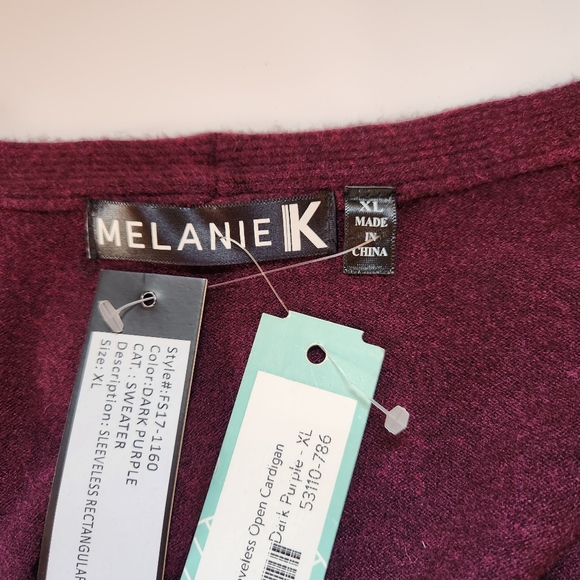 MELANIE K
XL
MADE
IN
CHINA
Style#:FS17-1160
Color:DARK PURPLE
CAT. : SWEATER
Description: SLEEVELESS RECTANGULAR
Size: XL
Open Cardigan
Dark Purple - XL
53110-786